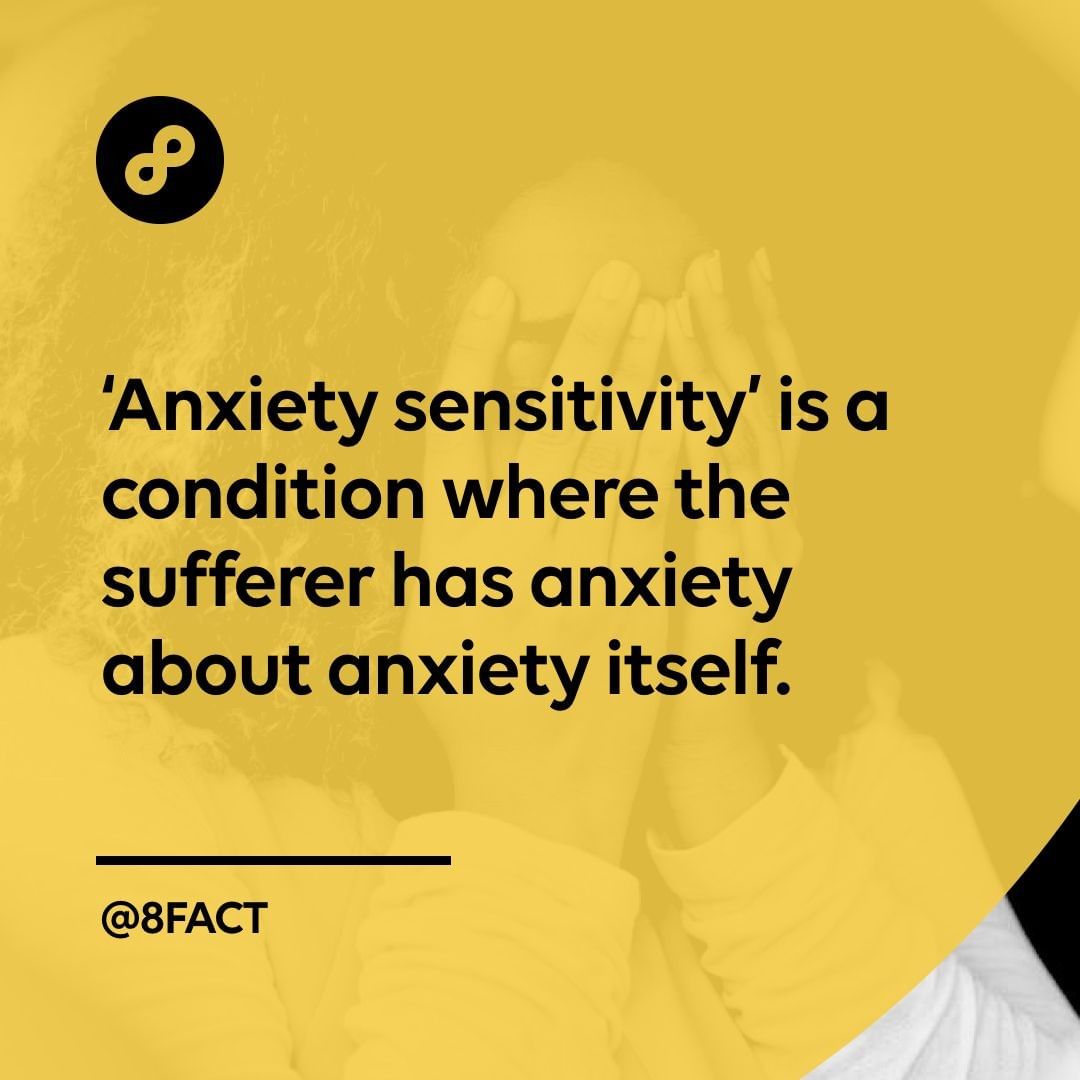 ‘Anxiety sensitivity’ is a
condition where the
sufferer has anxiety
about anxiety itself.
@8FACT